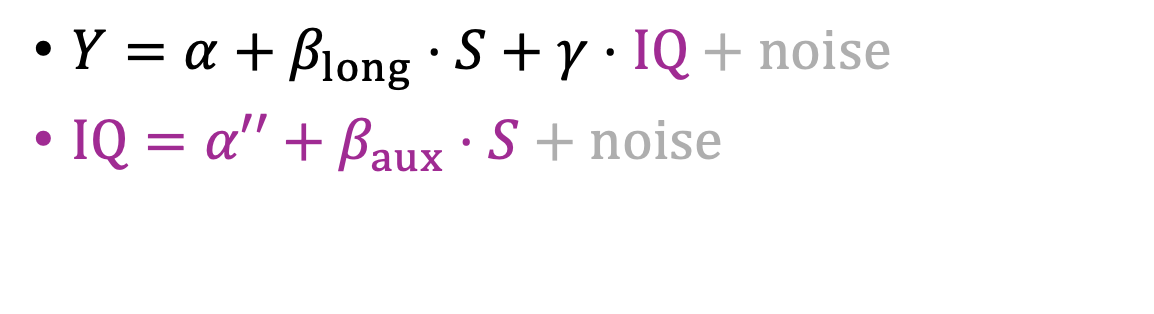 • Y = α + β_long · S + γ · IQ + noise
• IQ = α′′ + β_aux · S + noise